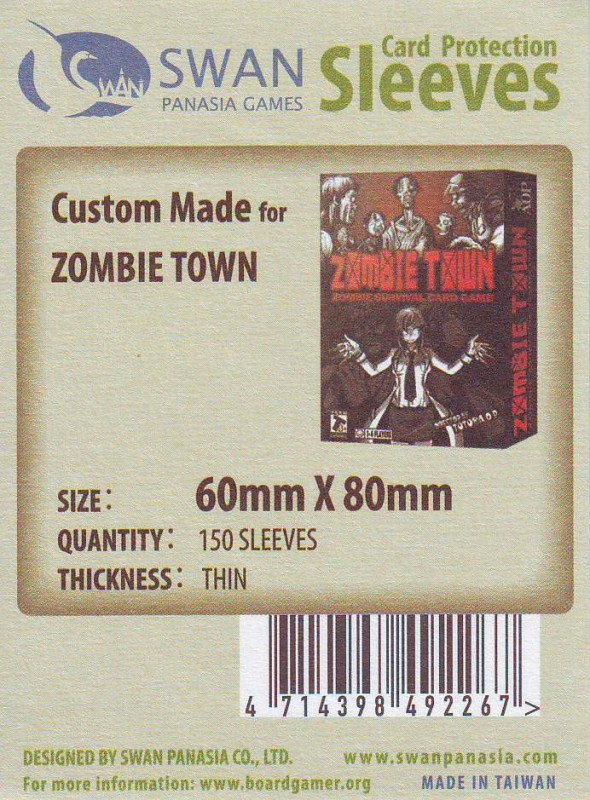 SWAN
SWAN
PANASIA GAMES
Card Protection
Sleeves
Custom Made for
ZOMBIE TOWN
ZOMBIE TOWN
ZOMBIE SURVIVAL CARD GAME
ZOMBIE TOWN
SIZE: 60mm X 80mm
QUANTITY: 150 SLEEVES
THICKNESS: THIN
4 714398 492267 >
DESIGNED BY SWAN PANASIA CO., LTD.
www.swanpanasia.com
For more information: www.boardgamer.org
MADE IN TAIWAN